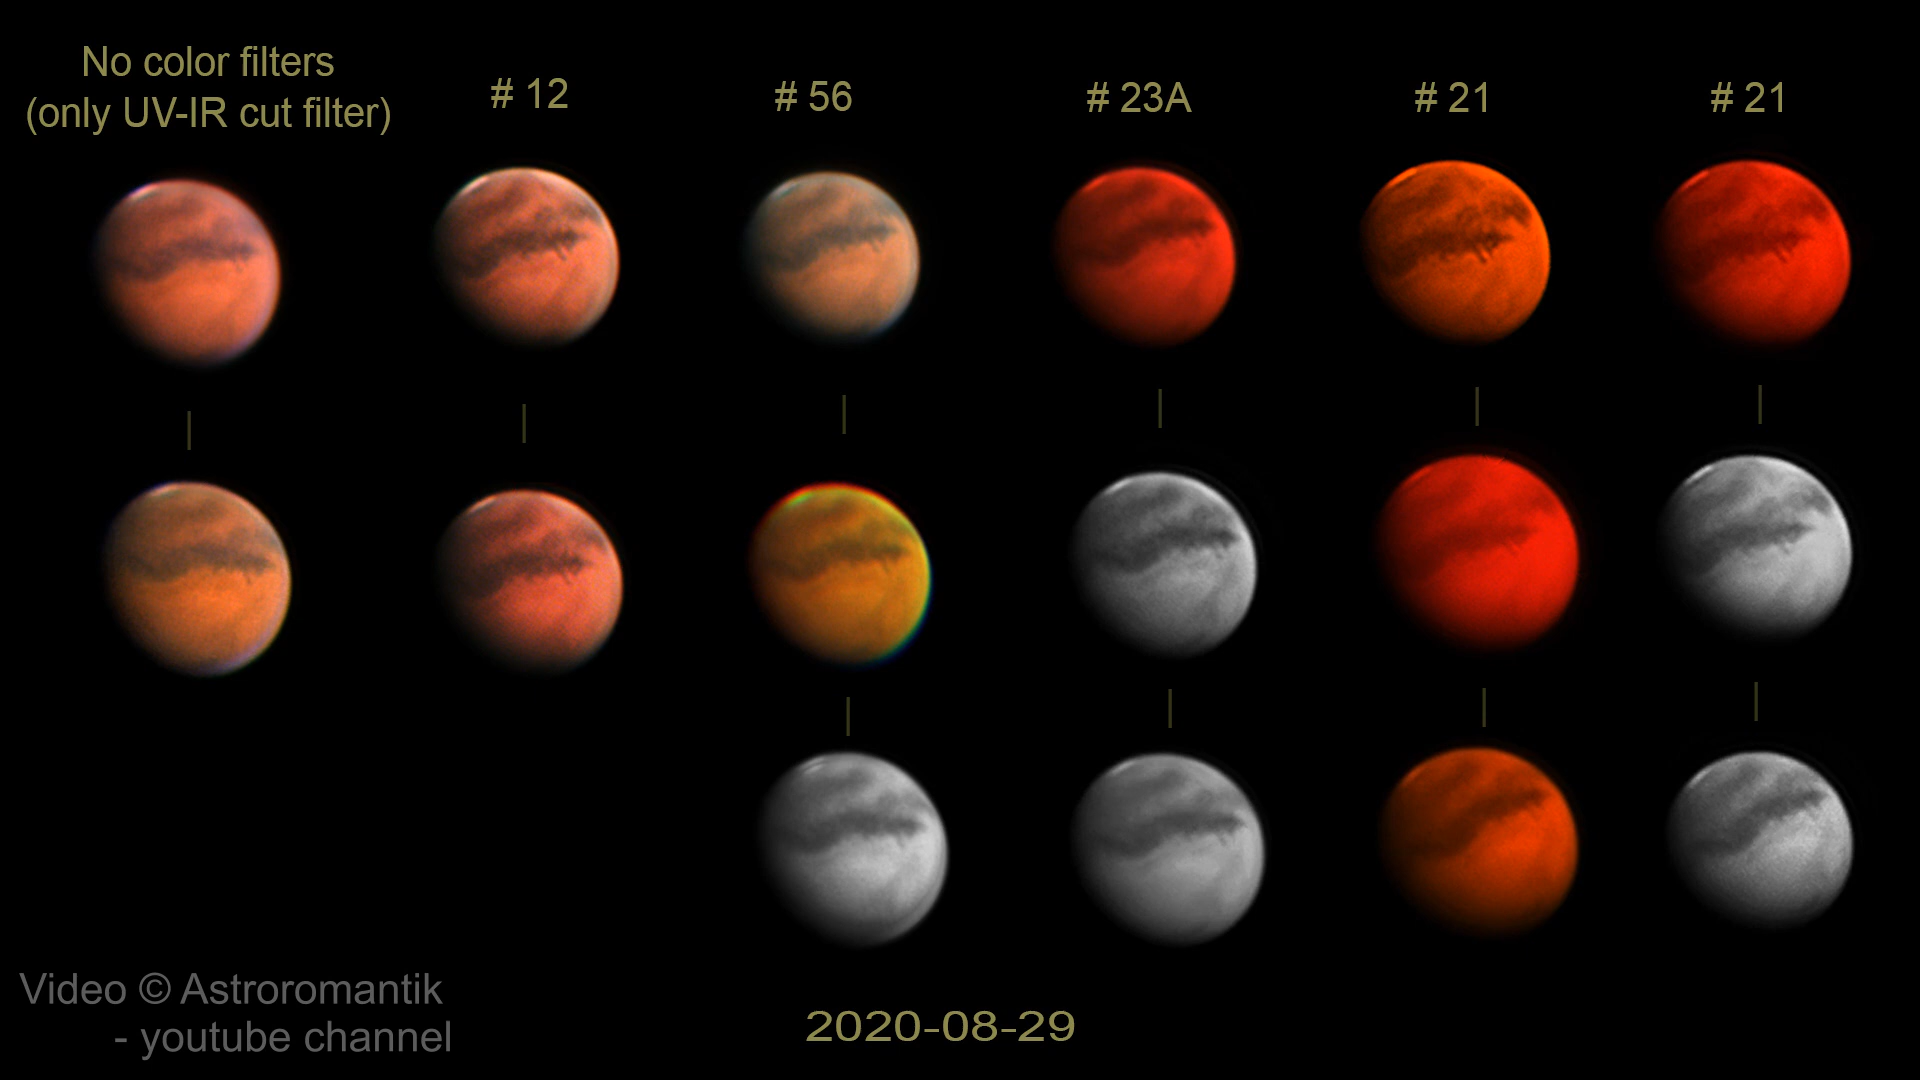 No color filters
(only UV-IR cut filter)
# 12
# 56
# 23A
# 21
# 21
Video © Astroromantik
- youtube channel
2020-08-29